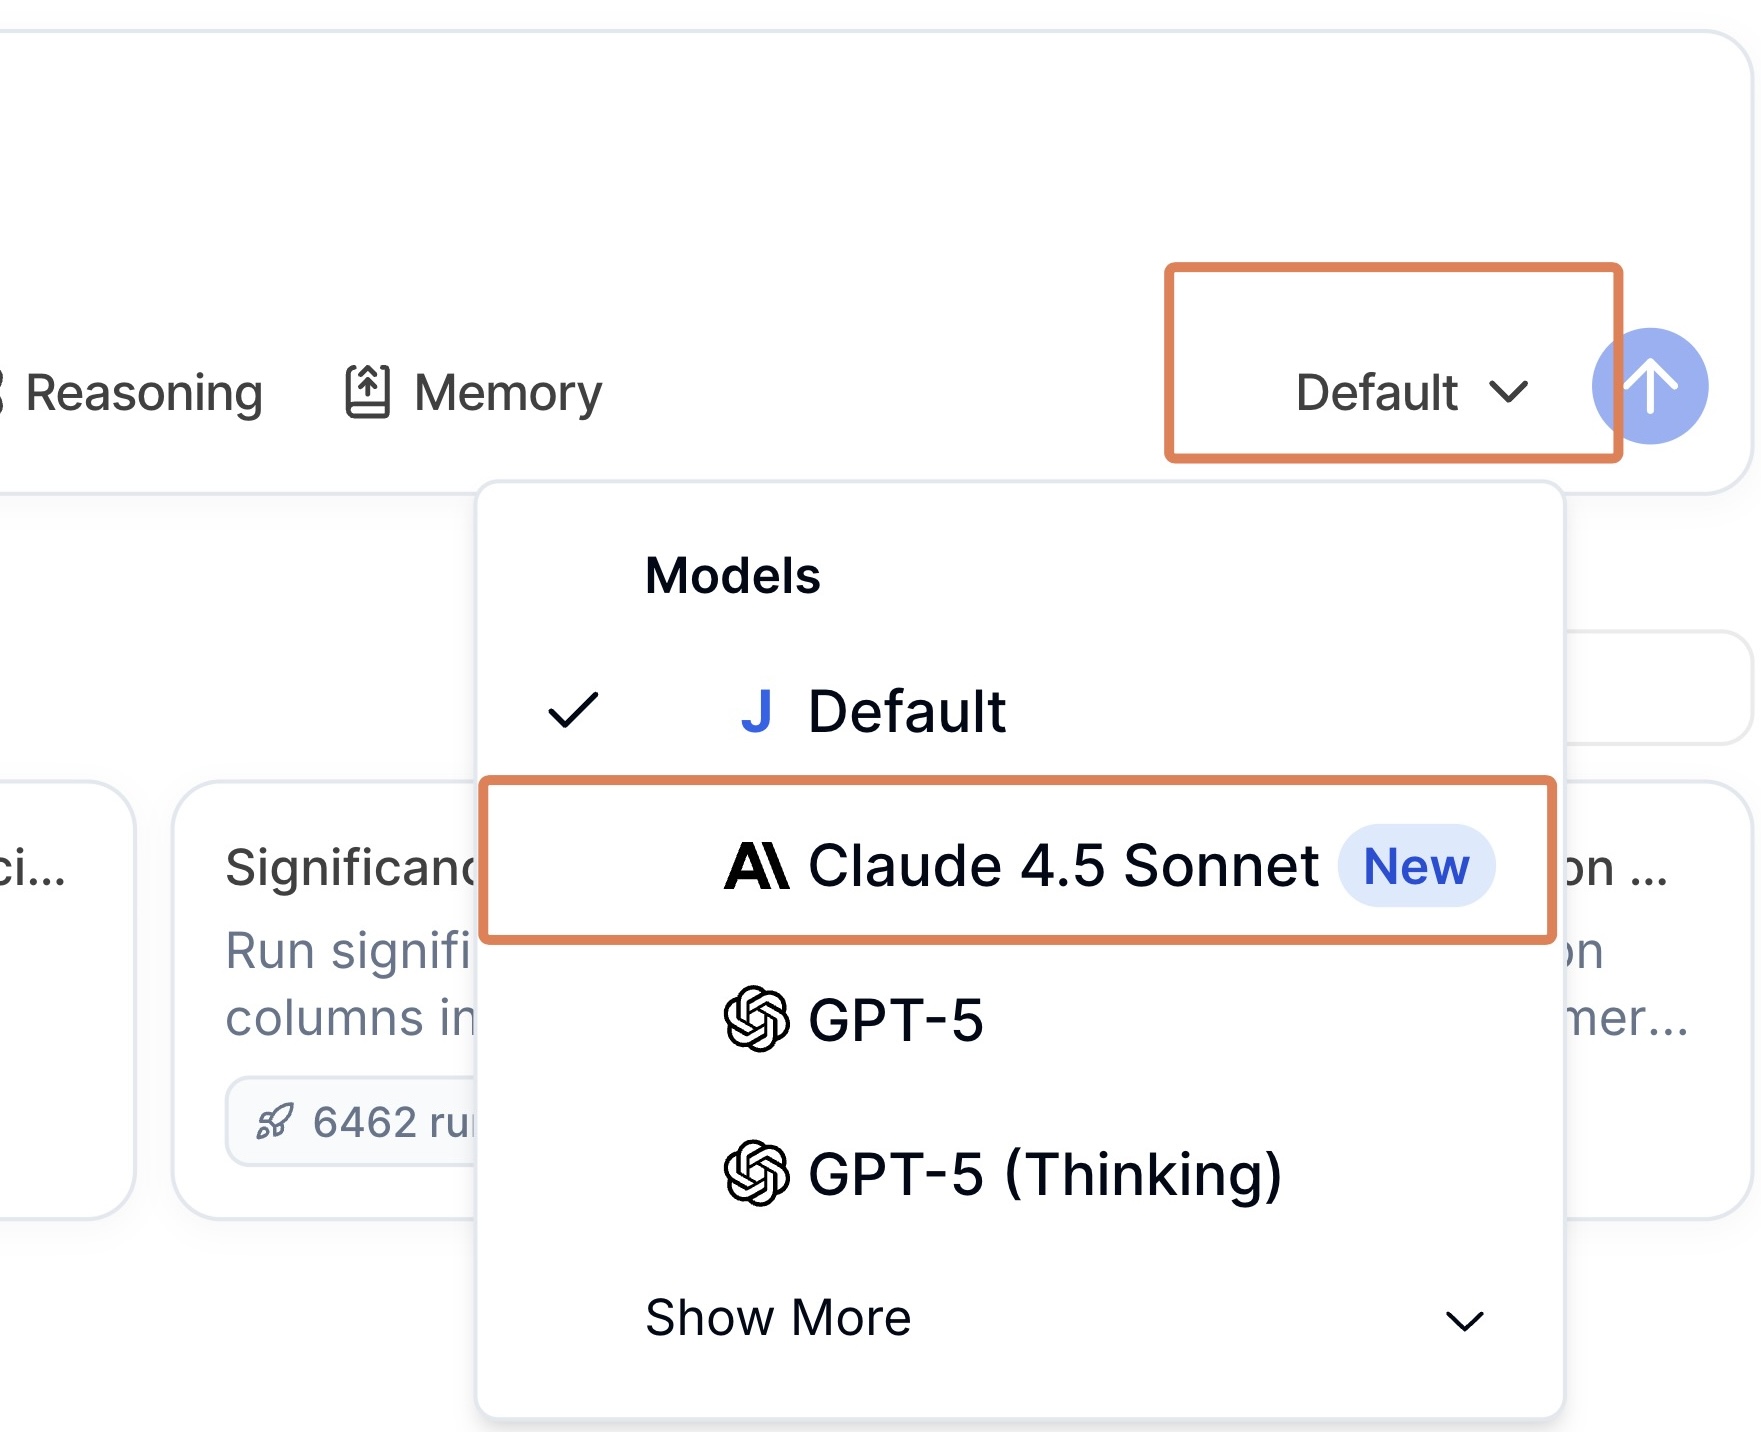 Reasoning
Memory
Default
Models
J Default
Claude 4.5 Sonnet New
GPT-5
GPT-5 (Thinking)
Show More
ci...
Significanc
on ...
Run signifi
on
columns in
mer...
6462 ru